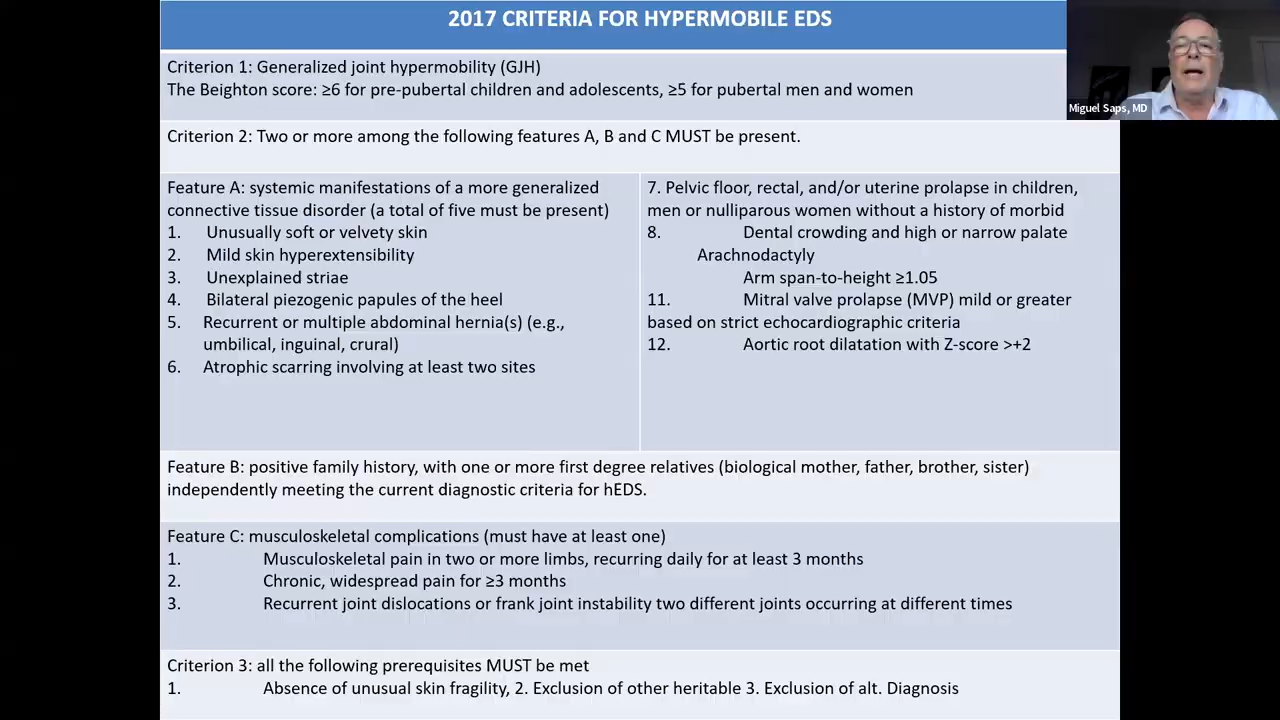 2017 CRITERIA FOR HYPERMOBILE EDS
Miguel Saps, MD
Criterion 1: Generalized joint hypermobility (GJH)
The Beighton score: ≥6 for pre-pubertal children and adolescents, ≥5 for pubertal men and women
Criterion 2: Two or more among the following features A, B and C MUST be present.
Feature A: systemic manifestations of a more generalized
connective tissue disorder (a total of five must be present)
1. Unusually soft or velvety skin
2. Mild skin hyperextensibility
3. Unexplained striae
4. Bilateral piezogenic papules of the heel
5. Recurrent or multiple abdominal hernia(s) (e.g.,
umbilical, inguinal, crural)
6. Atrophic scarring involving at least two sites
7. Pelvic floor, rectal, and/or uterine prolapse in children,
men or nulliparous women without a history of morbid
8. Dental crowding and high or narrow palate
Arachnodactyly
Arm span-to-height ≥1.05
11. Mitral valve prolapse (MVP) mild or greater
based on strict echocardiographic criteria
12. Aortic root dilatation with Z-score >+2
Feature B: positive family history, with one or more first degree relatives (biological mother, father, brother, sister)
independently meeting the current diagnostic criteria for hEDS.
Feature C: musculoskeletal complications (must have at least one)
1. Musculoskeletal pain in two or more limbs, recurring daily for at least 3 months
2. Chronic, widespread pain for ≥3 months
3. Recurrent joint dislocations or frank joint instability two different joints occurring at different times
Criterion 3: all the following prerequisites MUST be met
1. Absence of unusual skin fragility, 2. Exclusion of other heritable 3. Exclusion of alt. Diagnosis